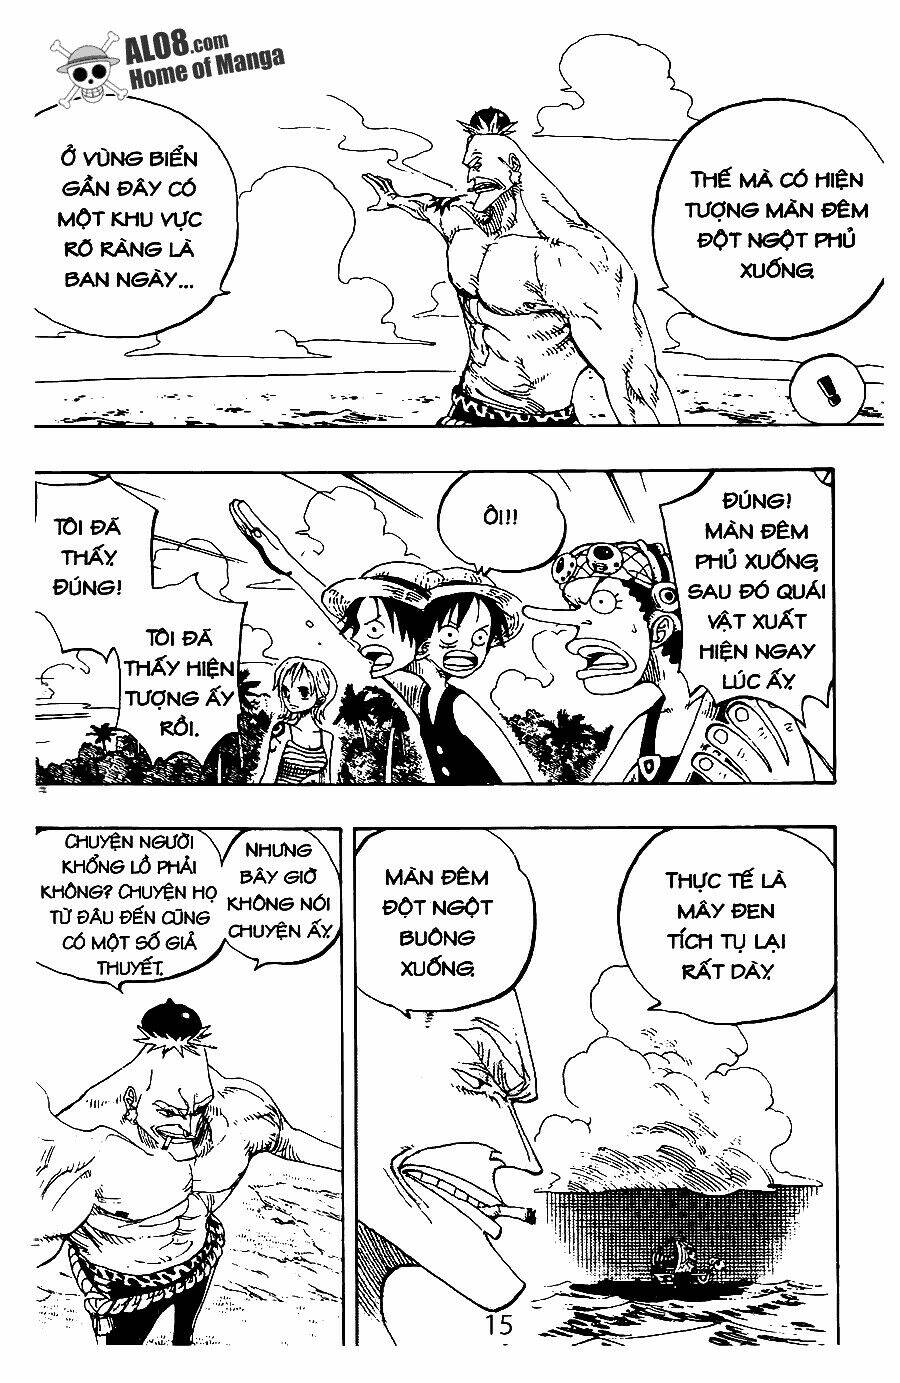 AL08.com
Home of Manga
Ở VÙNG BIỂN
GẦN ĐÂY CÓ
MỘT KHU VỰC
RÕ RÀNG LÀ
BAN NGÀY...
THẾ MÀ CÓ HIỆN
TƯỢNG MÀN ĐÊM
ĐỘT NGỘT PHỦ
XUỐNG.
!
TÔI ĐÃ
THẤY.
ĐÚNG!
TÔI ĐÃ
THẤY HIỆN
TƯỢNG ẤY
RỒI.
ÔI!!
ĐÚNG!
MÀN ĐÊM
PHỦ XUỐNG,
SAU ĐÓ QUÁI
VẬT XUẤT
HIỆN NGAY
LÚC ẤY.
CHUYỆN NGƯỜI
KHỔNG LỒ PHẢI
KHÔNG? CHUYỆN HỌ
TỪ ĐÂU ĐẾN CŨNG
CÓ MỘT SỐ GIẢ
THUYẾT.
NHƯNG
BÂY GIỜ
KHÔNG NÓI
CHUYỆN ẤY.
MÀN ĐÊM
ĐỘT NGỘT
BUÔNG
XUỐNG.
THỰC TẾ LÀ
MÂY ĐEN
TÍCH TỤ LẠI
RẤT DÀY.
15